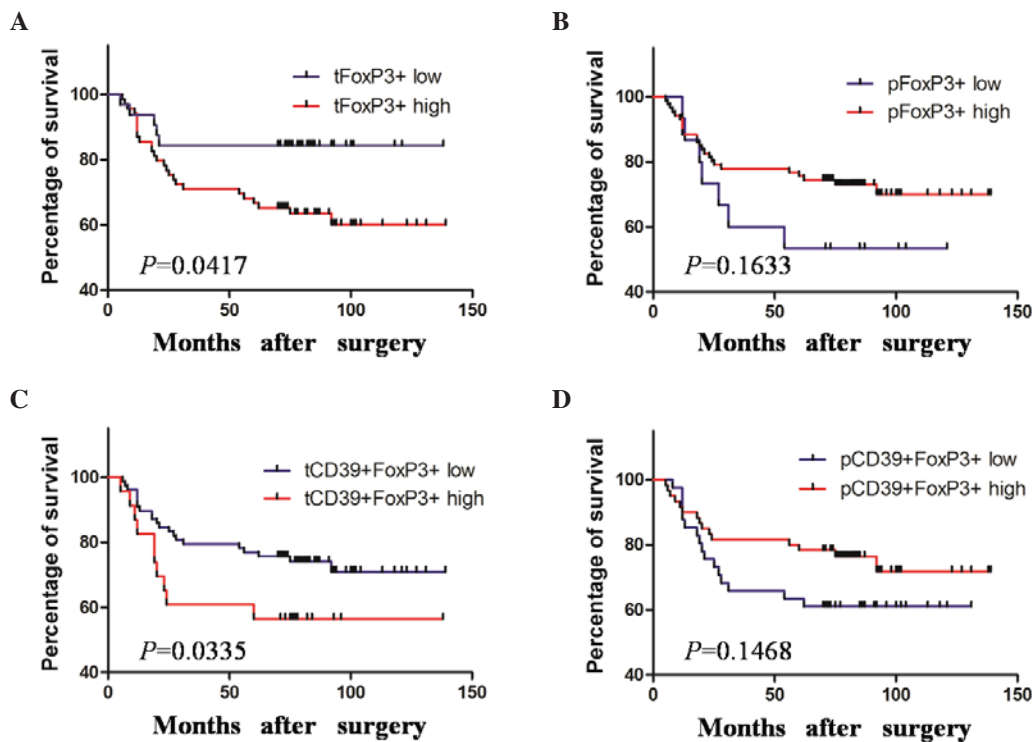 A
Percentage of survival
100
80
60
40
tFoxP3+ low
tFoxP3+ high
P=0.0417
0 50 100 150
Months after surgery
B
Percentage of survival
100
80
60
40
pFoxP3+ low
pFoxP3+ high
P=0.1633
0 50 100 150
Months after surgery
C
Percentage of survival
100
80
60
40
tCD39+FoxP3+ low
tCD39+FoxP3+ high
P=0.0335
0 50 100 150
Months after surgery
D
Percentage of survival
100
80
60
40
pCD39+FoxP3+ low
pCD39+FoxP3+ high
P=0.1468
0 50 100 150
Months after surgery